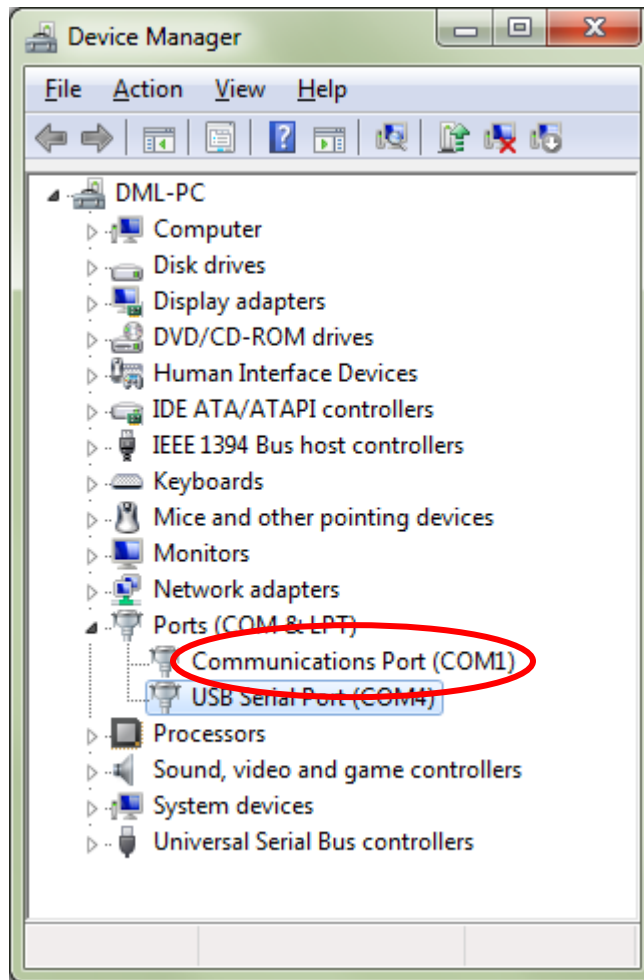 Device Manager
File Action View Help
DML-PC
Computer
Disk drives
Display adapters
DVD/CD-ROM drives
Human Interface Devices
IDE ATA/ATAPI controllers
IEEE 1394 Bus host controllers
Keyboards
Mice and other pointing devices
Monitors
Network adapters
Ports (COM & LPT)
Communications Port (COM1)
USB Serial Port (COM4)
Processors
Sound, video and game controllers
System devices
Universal Serial Bus controllers